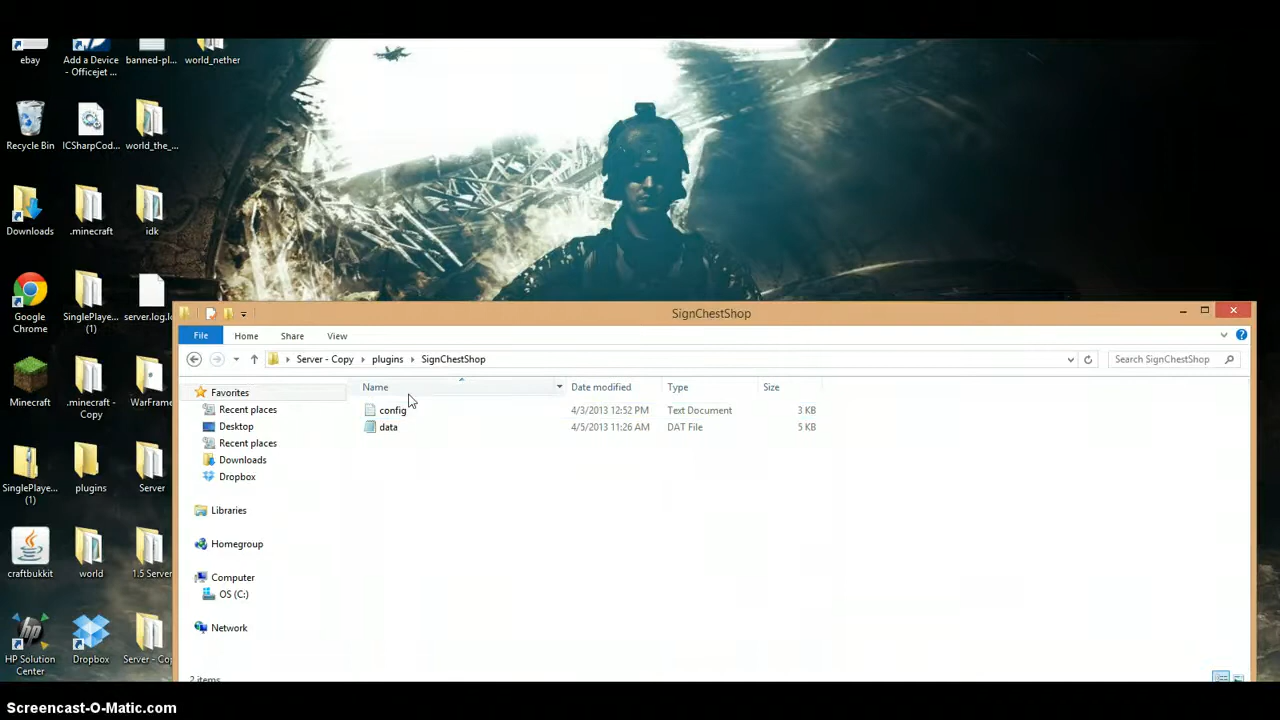 ebay
Add a Device - Officejet ...
banned-pl...
world_nether
Recycle Bin
ICSharpCod...
world_the_...
Downloads
.minecraft
idk
Google Chrome
SinglePlaye... (1)
server.log.lc
Minecraft
.minecraft - Copy
WarFrame
SinglePlaye... (1)
plugins
Server
craftbukkit
world
1.5 Server
HP Solution Center
Dropbox
Server - Cop
SignChestShop
File
Home
Share
View
Server - Copy
plugins
SignChestShop
Search SignChestShop
Name
Date modified
Type
Size
config
4/3/2013 12:52 PM
Text Document
3 KB
data
4/5/2013 11:26 AM
DAT File
5 KB
Favorites
Recent places
Desktop
Recent places
Downloads
Dropbox
Libraries
Homegroup
Computer
OS (C:)
Network
2 items
Screencast-O-Matic.com